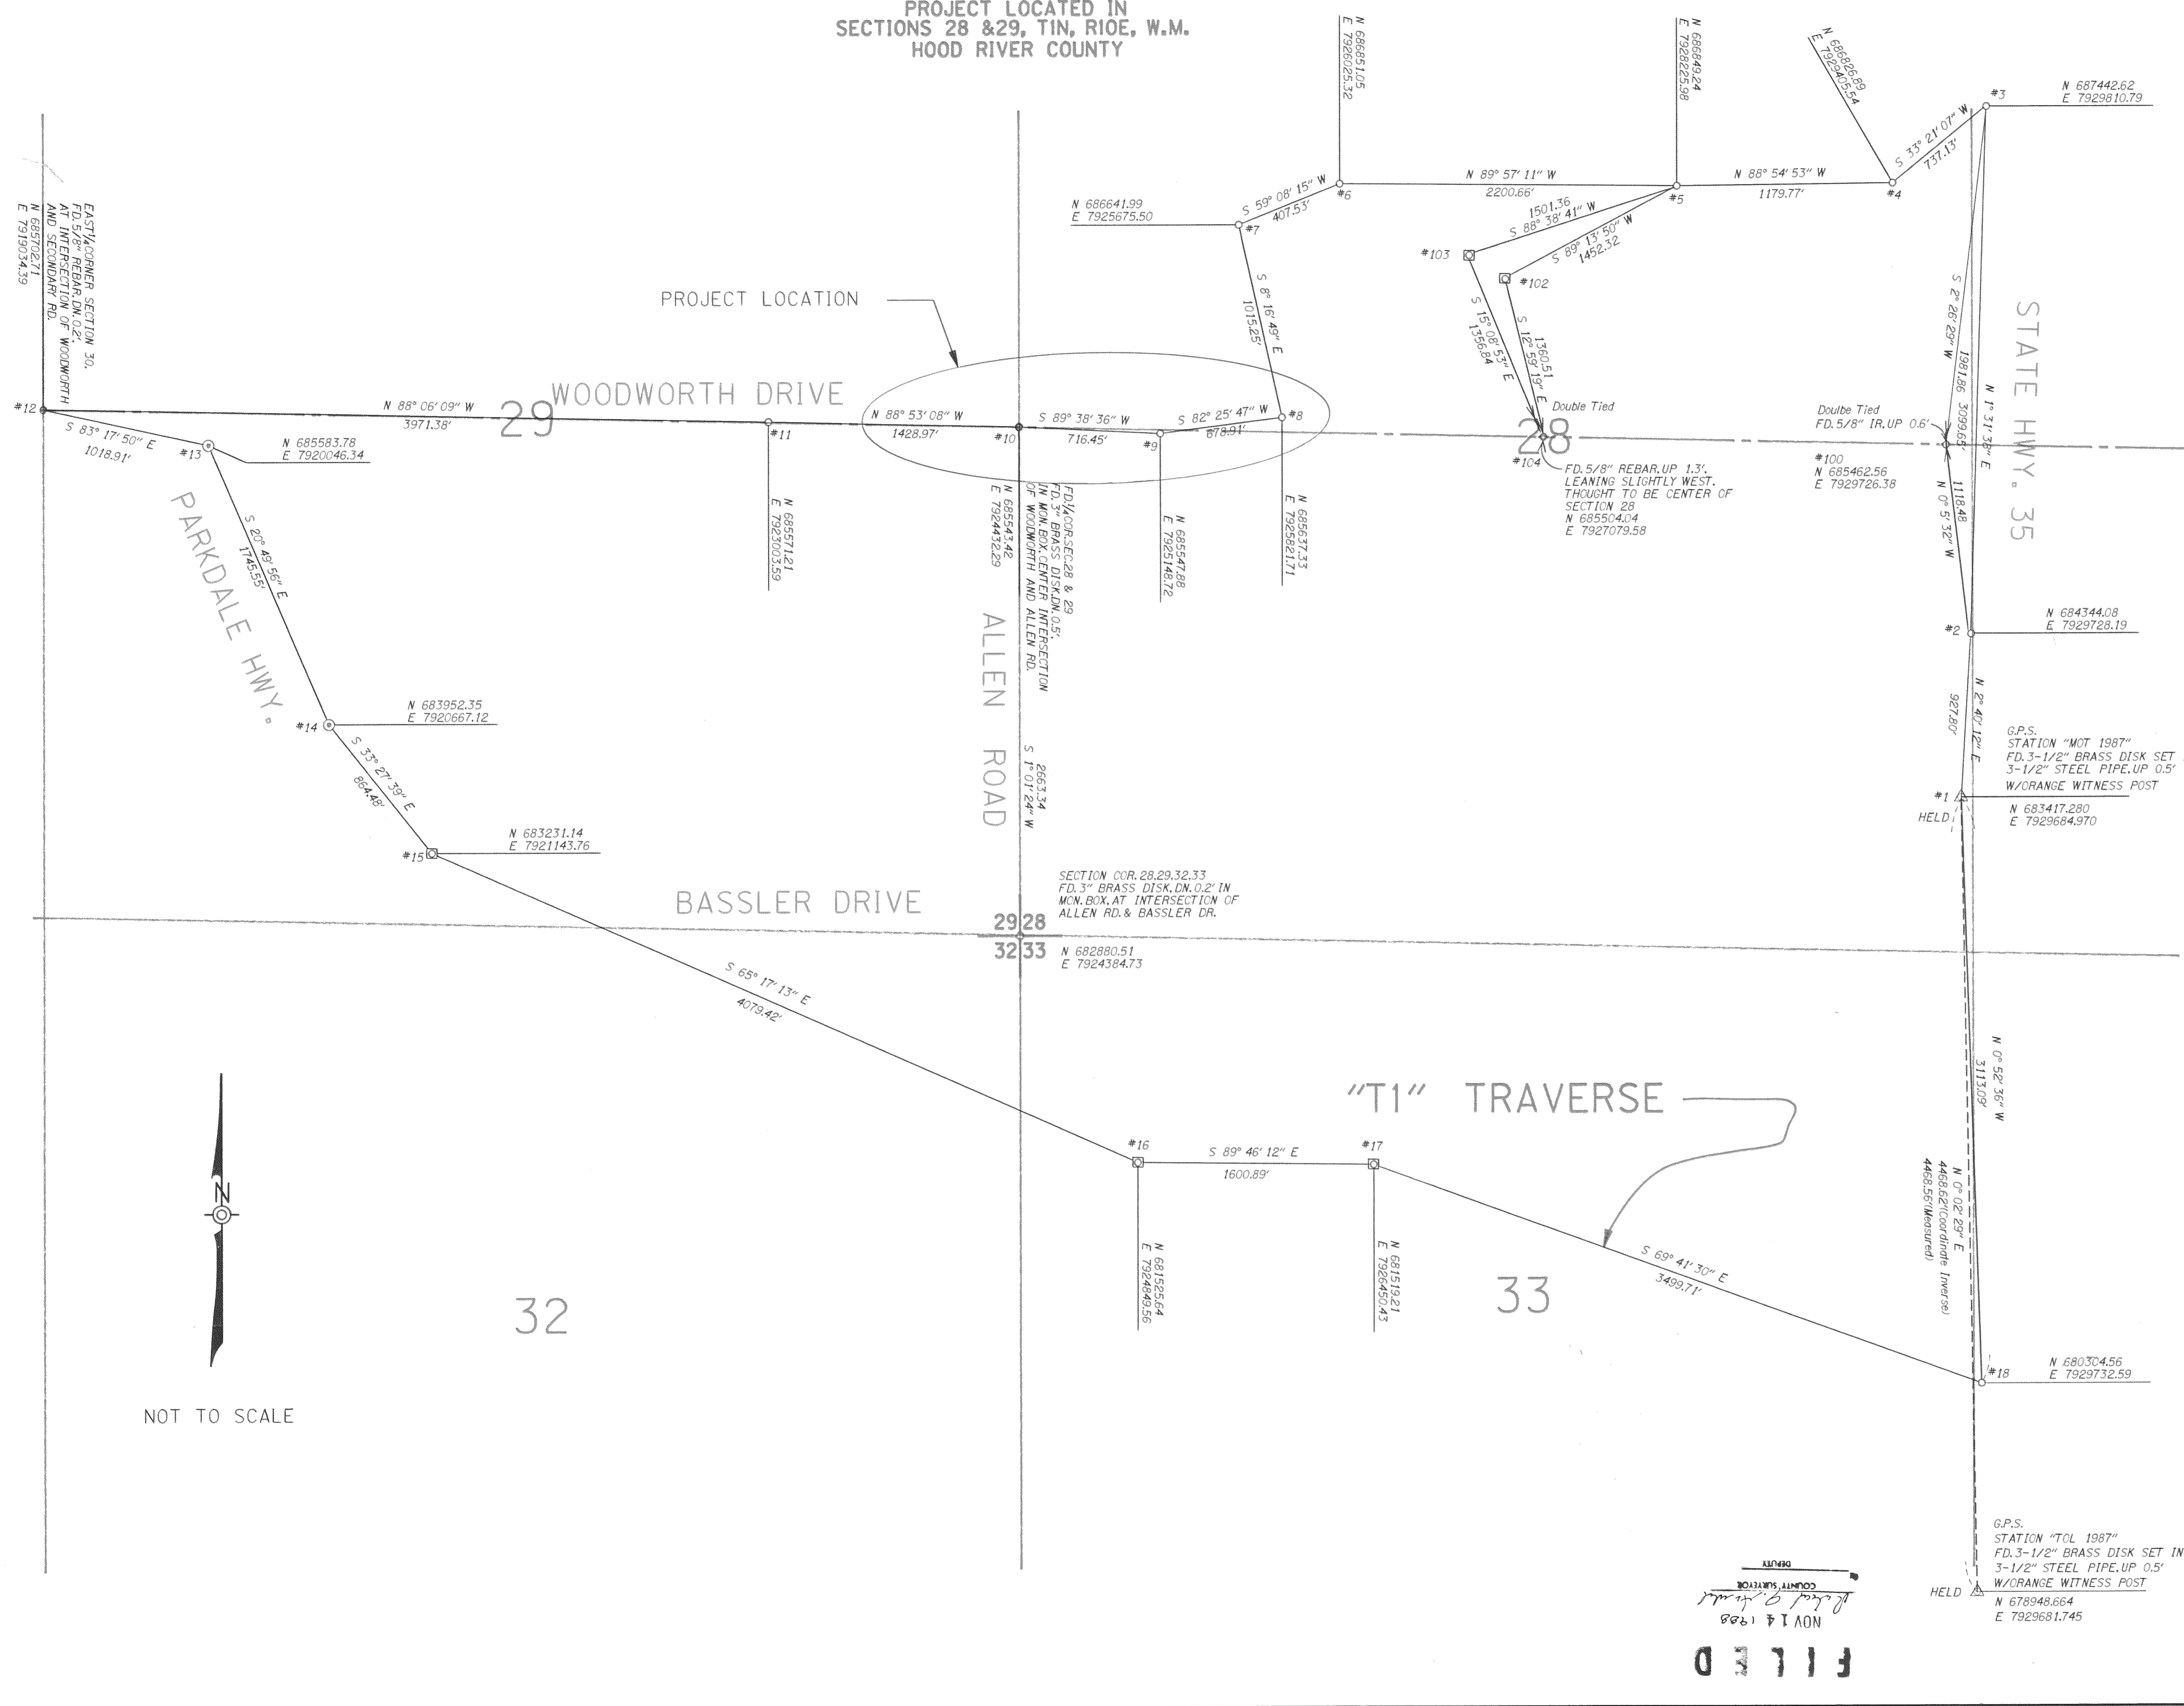 PROJECT LOCATED IN
SECTIONS 28 &29, T1N, R10E, W.M.
HOOD RIVER COUNTY
N 686851.05
E 7926025.32
N 686849.24
E 7928225.98
N 686826.89
E 7929405.54
#3
N 687442.62
E 7929810.79
S 33° 21' 07" W
737.13'
#4
N 88° 54' 53" W
1179.77'
#5
N 89° 57' 11" W
2200.66'
#6
S 59° 08' 15" W
407.53'
N 686641.99
E 7925675.50
#7
1501.36
S 88° 38' 41" W
S 89° 13' 50" W
1452.32
#103
#102
S 8° 16' 49" E
1015.25'
S 15° 08' 53" E
1356.84
1360.51
S 12° 59' 19" E
S 2° 26' 29" W
1981.86
3099.65'
N 1° 31' 38" E
STATE HWY. 35
EAST 1/4 CORNER SECTION 30.
FD. 5/8" REBAR, DN. 0.2',
AT INTERSECTION OF WOODWORTH
AND SECONDARY RD.
N 685702.71
E 7919034.39
PROJECT LOCATION
WOODWORTH DRIVE
#12
N 88° 06' 09" W
3971.38'
29
#11
N 88° 53' 08" W
1428.97'
#10
S 89° 38' 36" W
716.45'
#9
S 82° 25' 47" W
678.91'
#8
Double Tied
28
#104
FD. 5/8" REBAR, UP 1.3',
LEANING SLIGHTLY WEST.
THOUGHT TO BE CENTER OF
SECTION 28
N 685504.04
E 7927079.58
Doulbe Tied
FD. 5/8" IR, UP 0.6'
#100
N 685462.56
E 7929726.38
1118.48
N 0° 5' 32" W
S 83° 17' 50" E
1018.91'
#13
N 685583.78
E 7920046.34
N 685571.21
E 7923003.59
FD. 1/4 COR. SEC. 28 & 29
FD. 3" BRASS DISK, DN. 0.5',
IN MON. BOX, CENTER INTERSECTION
OF WOODWORTH AND ALLEN RD.
N 685543.42
E 7924432.29
N 685547.88
E 7925148.72
N 685637.33
E 7925821.71
PARKDALE HWY.
S 20° 49' 56" E
1745.55'
#2
N 684344.08
E 7929728.19
ALLEN ROAD
#14
N 683952.35
E 7920667.12
N 2° 40' 12" E
927.80'
S 33° 27' 39" E
864.48'
2663.34
S 1° 01' 24" W
G.P.S.
STATION "MOT 1987"
FD. 3-1/2" BRASS DISK SET
3-1/2" STEEL PIPE, UP 0.5'
W/ORANGE WITNESS POST
#1
HELD
N 683417.280
E 7929684.970
#15
N 683231.14
E 7921143.76
BASSLER DRIVE
SECTION COR. 28,29,32,33
FD. 3" BRASS DISK, DN. 0.2' IN
MON. BOX, AT INTERSECTION OF
ALLEN RD. & BASSLER DR.
29 28
32 33
N 682880.51
E 7924384.73
S 65° 17' 13" E
4079.42'
"T1" TRAVERSE
N 0° 52' 36" W
3113.09'
#16
S 89° 46' 12" E
1600.89'
#17
N 0° 02' 29" E
4468.62'(Coordinate Inverse)
4468.56'(Measured)
N
N 681525.64
E 7924849.56
N 681519.21
E 7926450.43
S 69° 41' 30" E
3499.71'
32
33
#18
N 680304.56
E 7929732.59
NOT TO SCALE
G.P.S.
STATION "TOL 1987"
FD. 3-1/2" BRASS DISK SET IN
3-1/2" STEEL PIPE, UP 0.5'
W/ORANGE WITNESS POST
HELD
N 678948.664
E 7929681.745
FILED
NOV 14 1988
COUNTY SURVEYOR
DEPUTY